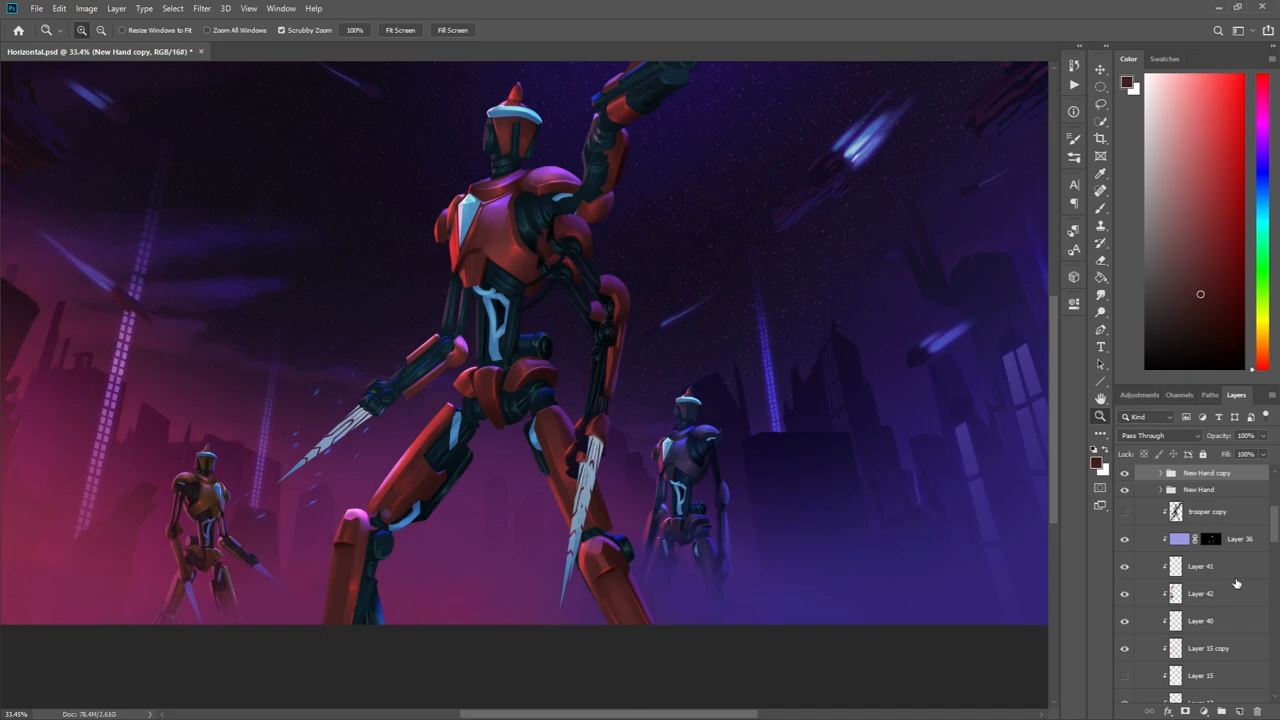 Ps File Edit Image Layer Type Select Filter 3D View Window Help
Resize Windows to Fit Zoom All Windows Scrubby Zoom 100% Fit Screen Fill Screen
Horizontal.psd @ 33.4% (New Hand copy, RGB/16#) * ×
Color Swatches
Adjustments Channels Paths Layers
Kind
Pass Through Opacity: 100%
Lock: Fill: 100%
New Hand copy
New Hand
trooper copy
Layer 36
Layer 41
Layer 42
Layer 40
Layer 15 copy
Layer 15
33.45% Doc: 78.4M/2.61G